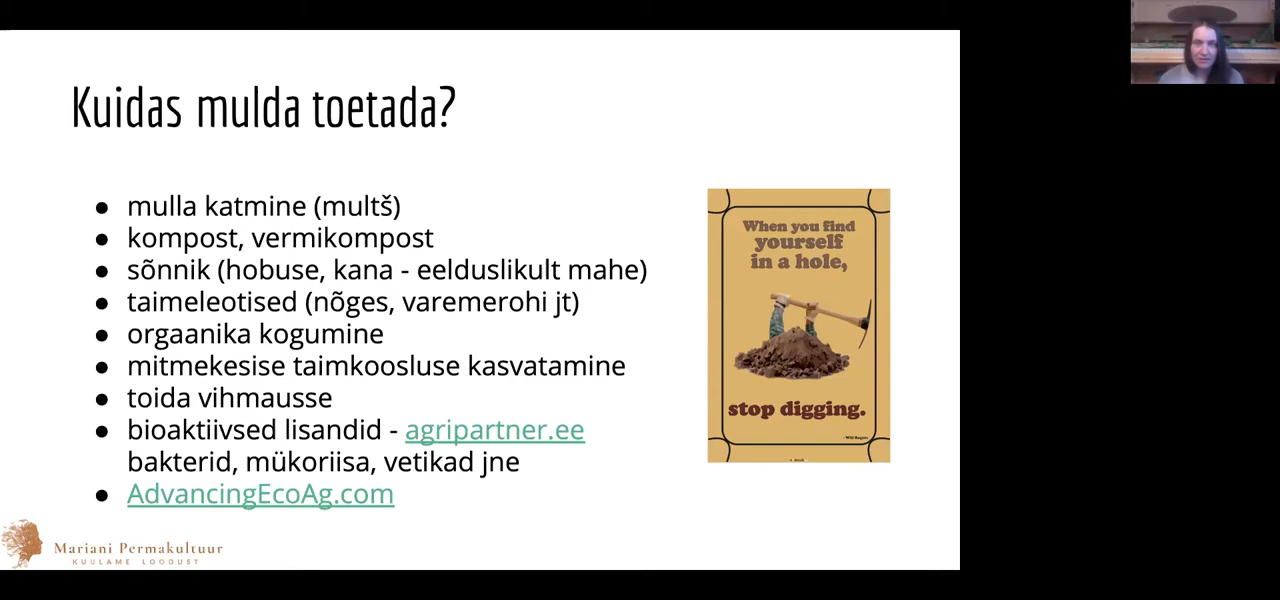 Kuidas mulda toetada?
● mulla katmine (multš)
● kompost, vermikompost
● sõnnik (hobuse, kana - eelduslikult mahe)
● taimeleotised (nõges, varemerohi jt)
● orgaanika kogumine
● mitmekesise taimkoosluse kasvatamine
● toida vihmausse
● bioaktiivsed lisandid - agripartner.ee
bakterid, mükoriisa, vetikad jne
● AdvancingEcoAg.com
When you find
yourself
in a hole,
stop digging.
Mariani Permakultuur
KUULAME LOODUST